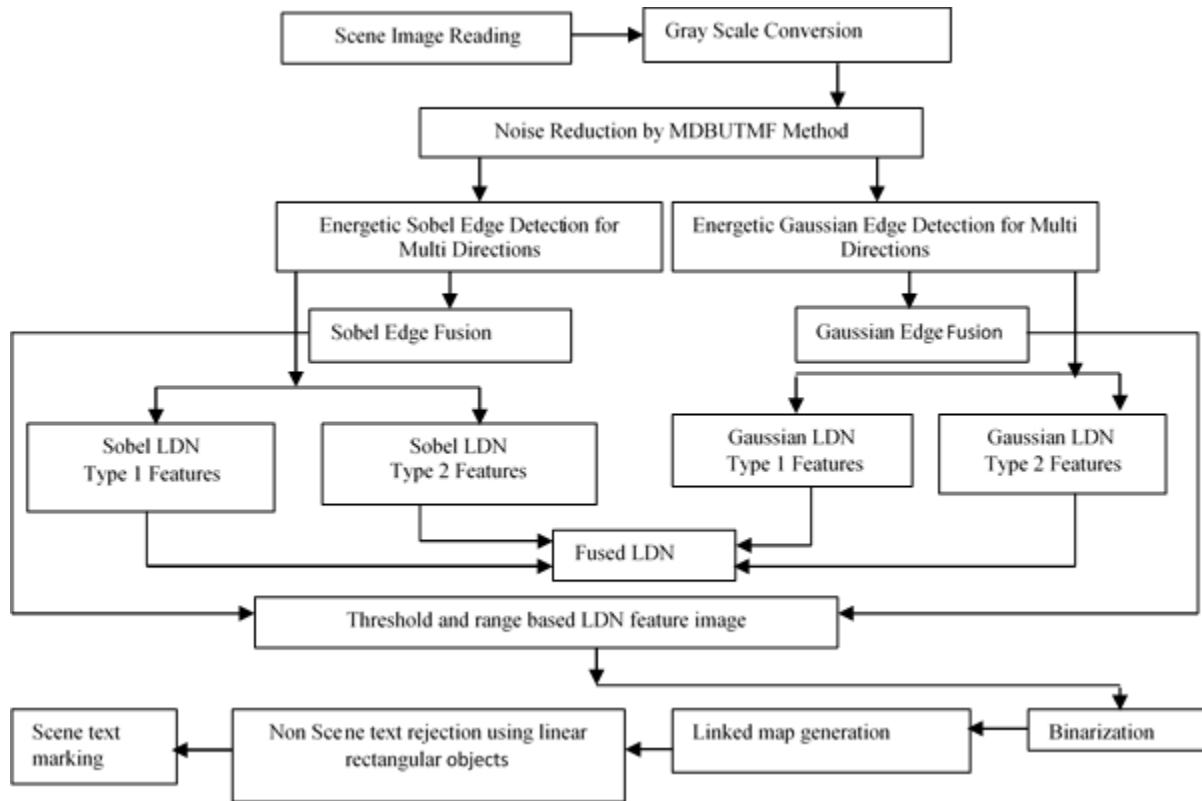 Scene Image Reading
Gray Scale Conversion
Noise Reduction by MDBUTMF Method
Energetic Sobel Edge Detection for
Multi Directions
Energetic Gaussian Edge Detection for Multi
Directions
Sobel Edge Fusion
Gaussian Edge Fusion
Sobel LDN
Type 1 Features
Sobel LDN
Type 2 Features
Gaussian LDN
Type 1 Features
Gaussian LDN
Type 2 Features
Fused LDN
Threshold and range based LDN feature image
Scene text
marking
Non Scene text rejection using linear
rectangular objects
Linked map generation
Binarization